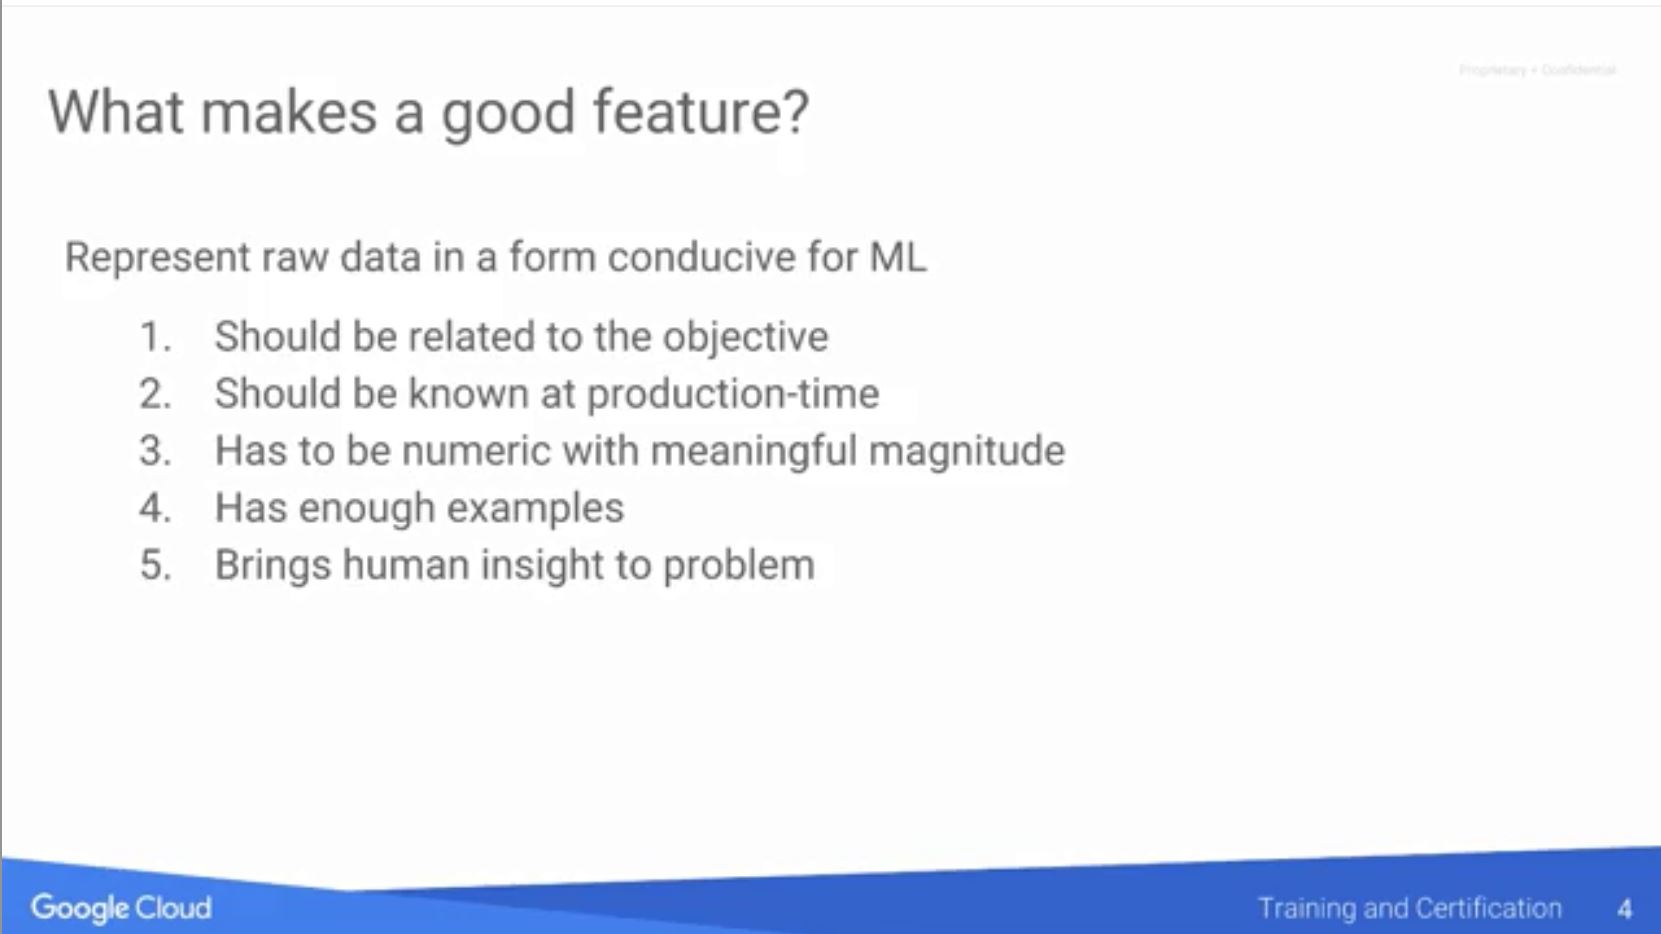 Proprietary + Confidential
What makes a good feature?
Represent raw data in a form conducive for ML
1. Should be related to the objective
2. Should be known at production-time
3. Has to be numeric with meaningful magnitude
4. Has enough examples
5. Brings human insight to problem
Google Cloud
Training and Certification 4